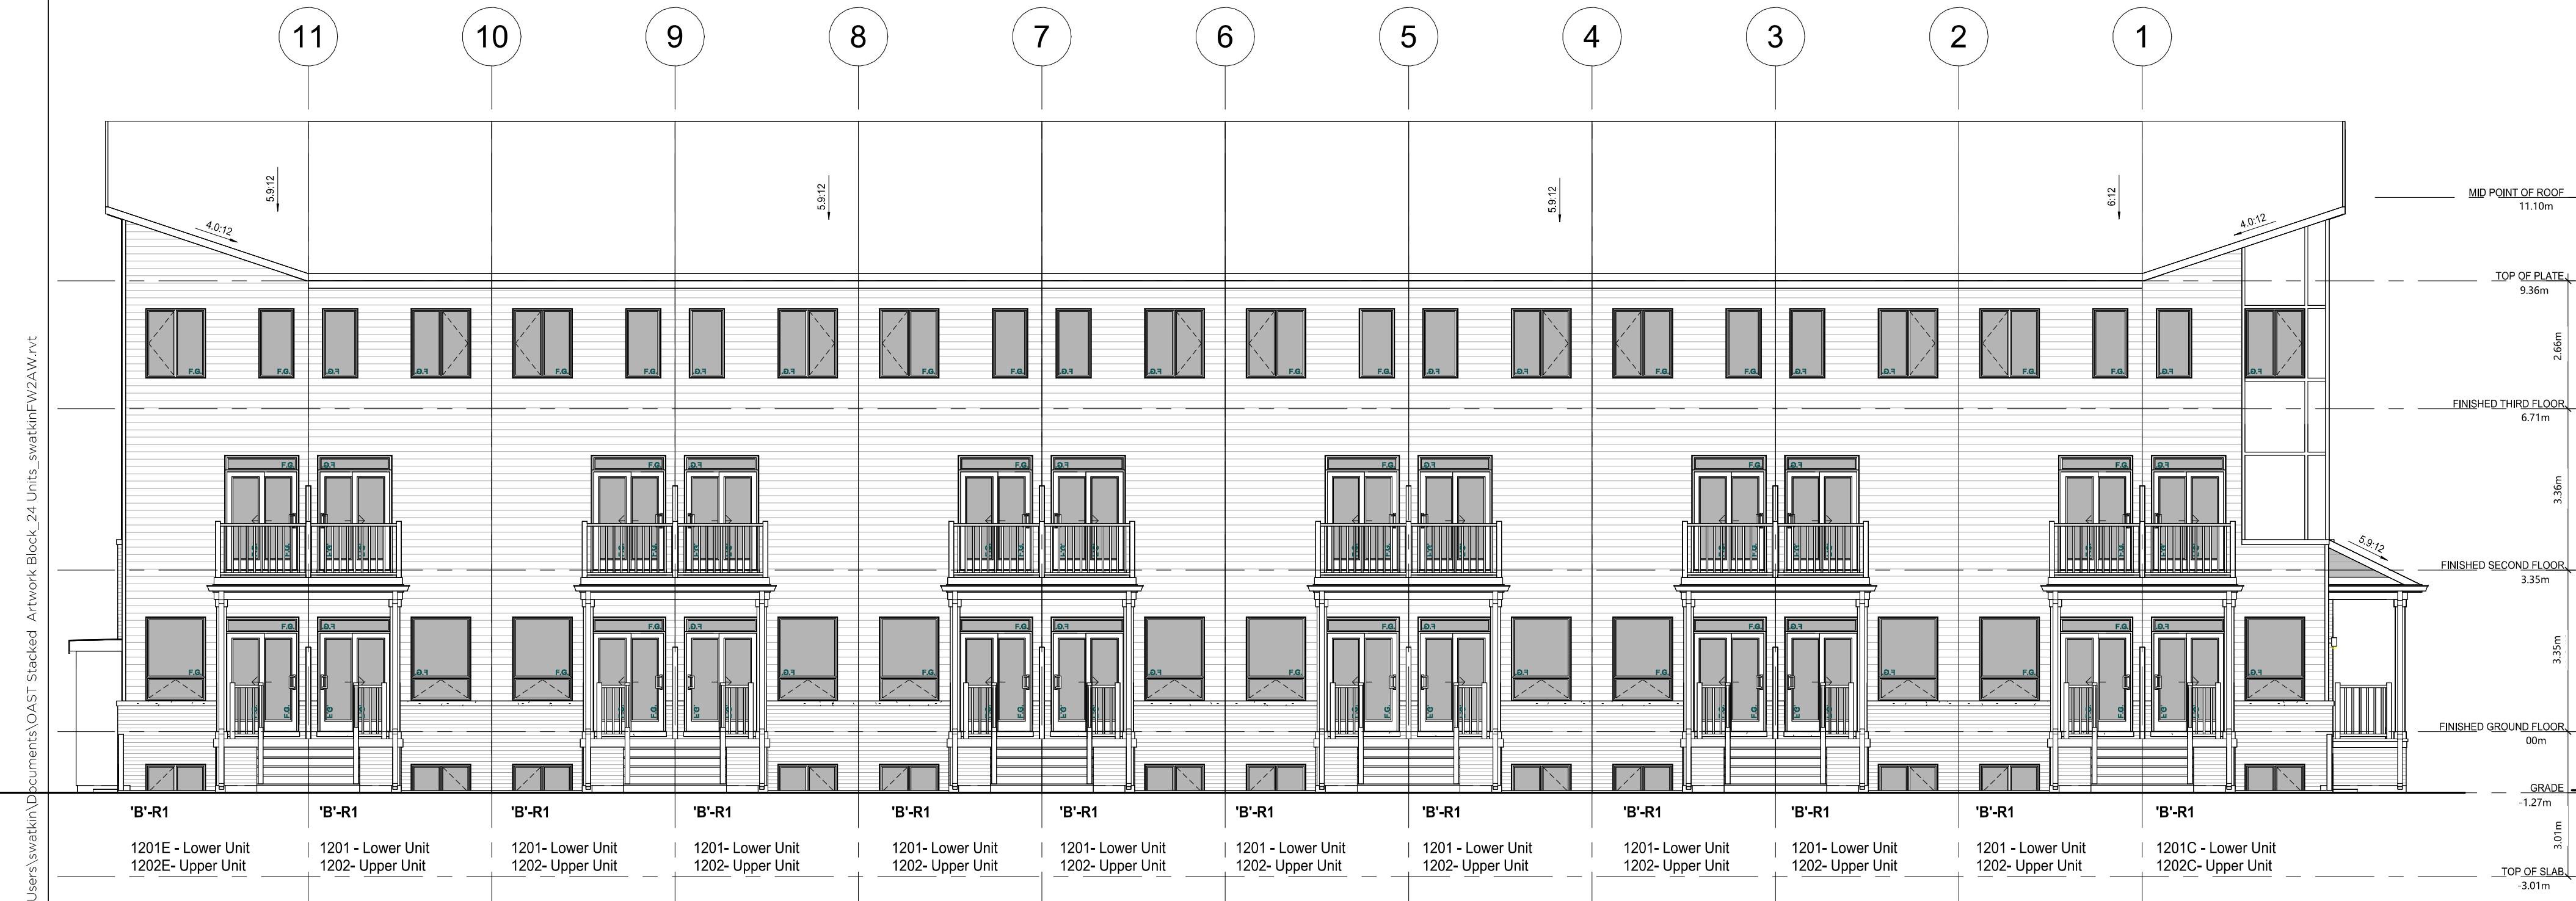 11 10 9 8 7 6 5 4 3 2 1
5.9:12 5.9:12 5.9:12 6:12
4.0:12 4.0:12
MID POINT OF ROOF
11.10m
TOP OF PLATE
9.36m
2.66m
F.G. F.G. F.G. F.G. F.G. F.G. F.G. F.G. F.G. F.G. F.G. F.G. F.G. F.G. F.G. F.G. F.G. F.G. F.G. F.G. F.G. F.G. F.G. F.G.
FINISHED THIRD FLOOR
6.71m
3.36m
F.G. F.G. F.G. F.G. F.G. F.G. F.G. F.G. F.G. F.G. F.G. F.G.
5.9:12
FINISHED SECOND FLOOR
3.35m
3.35m
F.G. F.G. F.G. F.G. F.G. F.G. F.G. F.G. F.G. F.G. F.G. F.G.
F.G. F.G. F.G. F.G. F.G. F.G. F.G. F.G. F.G. F.G. F.G. F.G.
FINISHED GROUND FLOOR
00m
GRADE
-1.27m
3.01m
TOP OF SLAB
-3.01m
'B'-R1 'B'-R1 'B'-R1 'B'-R1 'B'-R1 'B'-R1 'B'-R1 'B'-R1 'B'-R1 'B'-R1 'B'-R1 'B'-R1
1201E - Lower Unit 1201 - Lower Unit 1201- Lower Unit 1201- Lower Unit 1201- Lower Unit 1201- Lower Unit 1201 - Lower Unit 1201 - Lower Unit 1201- Lower Unit 1201- Lower Unit 1201 - Lower Unit 1201C - Lower Unit
1202E- Upper Unit 1202- Upper Unit 1202- Upper Unit 1202- Upper Unit 1202- Upper Unit 1202- Upper Unit 1202- Upper Unit 1202- Upper Unit 1202- Upper Unit 1202- Upper Unit 1202- Upper Unit 1202C- Upper Unit
Users\swatkin\Documents\OAST Stacked Artwork Block_24 Units_swatkinFW2AW.rvt